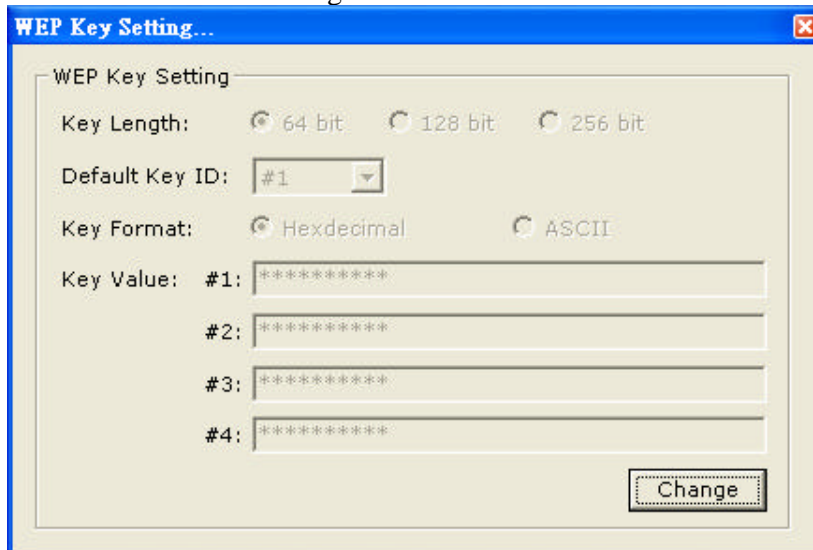 WEP Key Setting...
WEP Key Setting
Key Length: 64 bit 128 bit 256 bit
Default Key ID: #1
Key Format: Hexdecimal ASCII
Key Value: #1: **********
#2: **********
#3: **********
#4: **********
Change